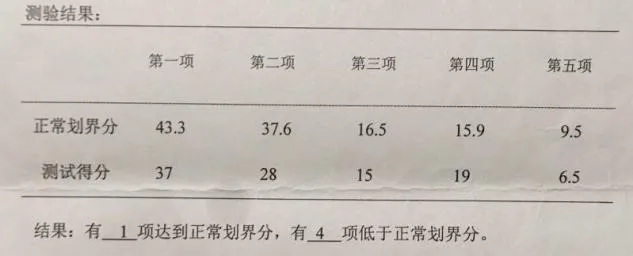 测验结果：
第一项 第二项 第三项 第四项 第五项
正常划界分 43.3 37.6 16.5 15.9 9.5
测试得分 37 28 15 19 6.5
结果：有 1 项达到正常划界分，有 4 项低于正常划界分。